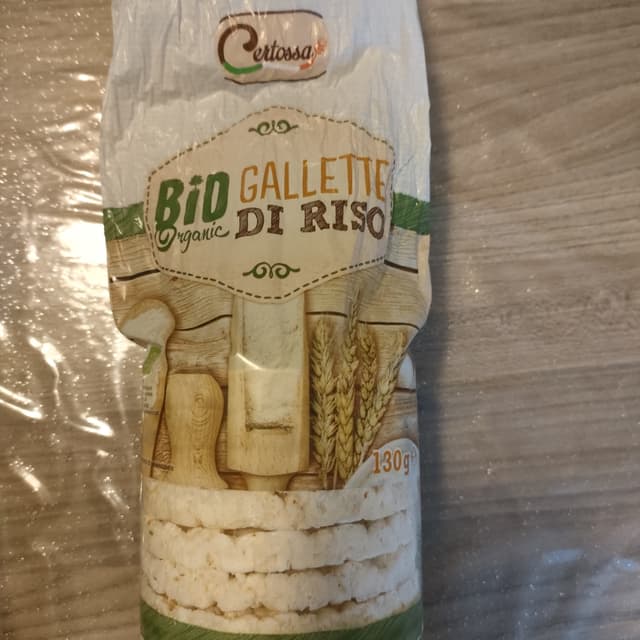 Certossa
BiO
Organic
GALLETTE
DI RISO
130g